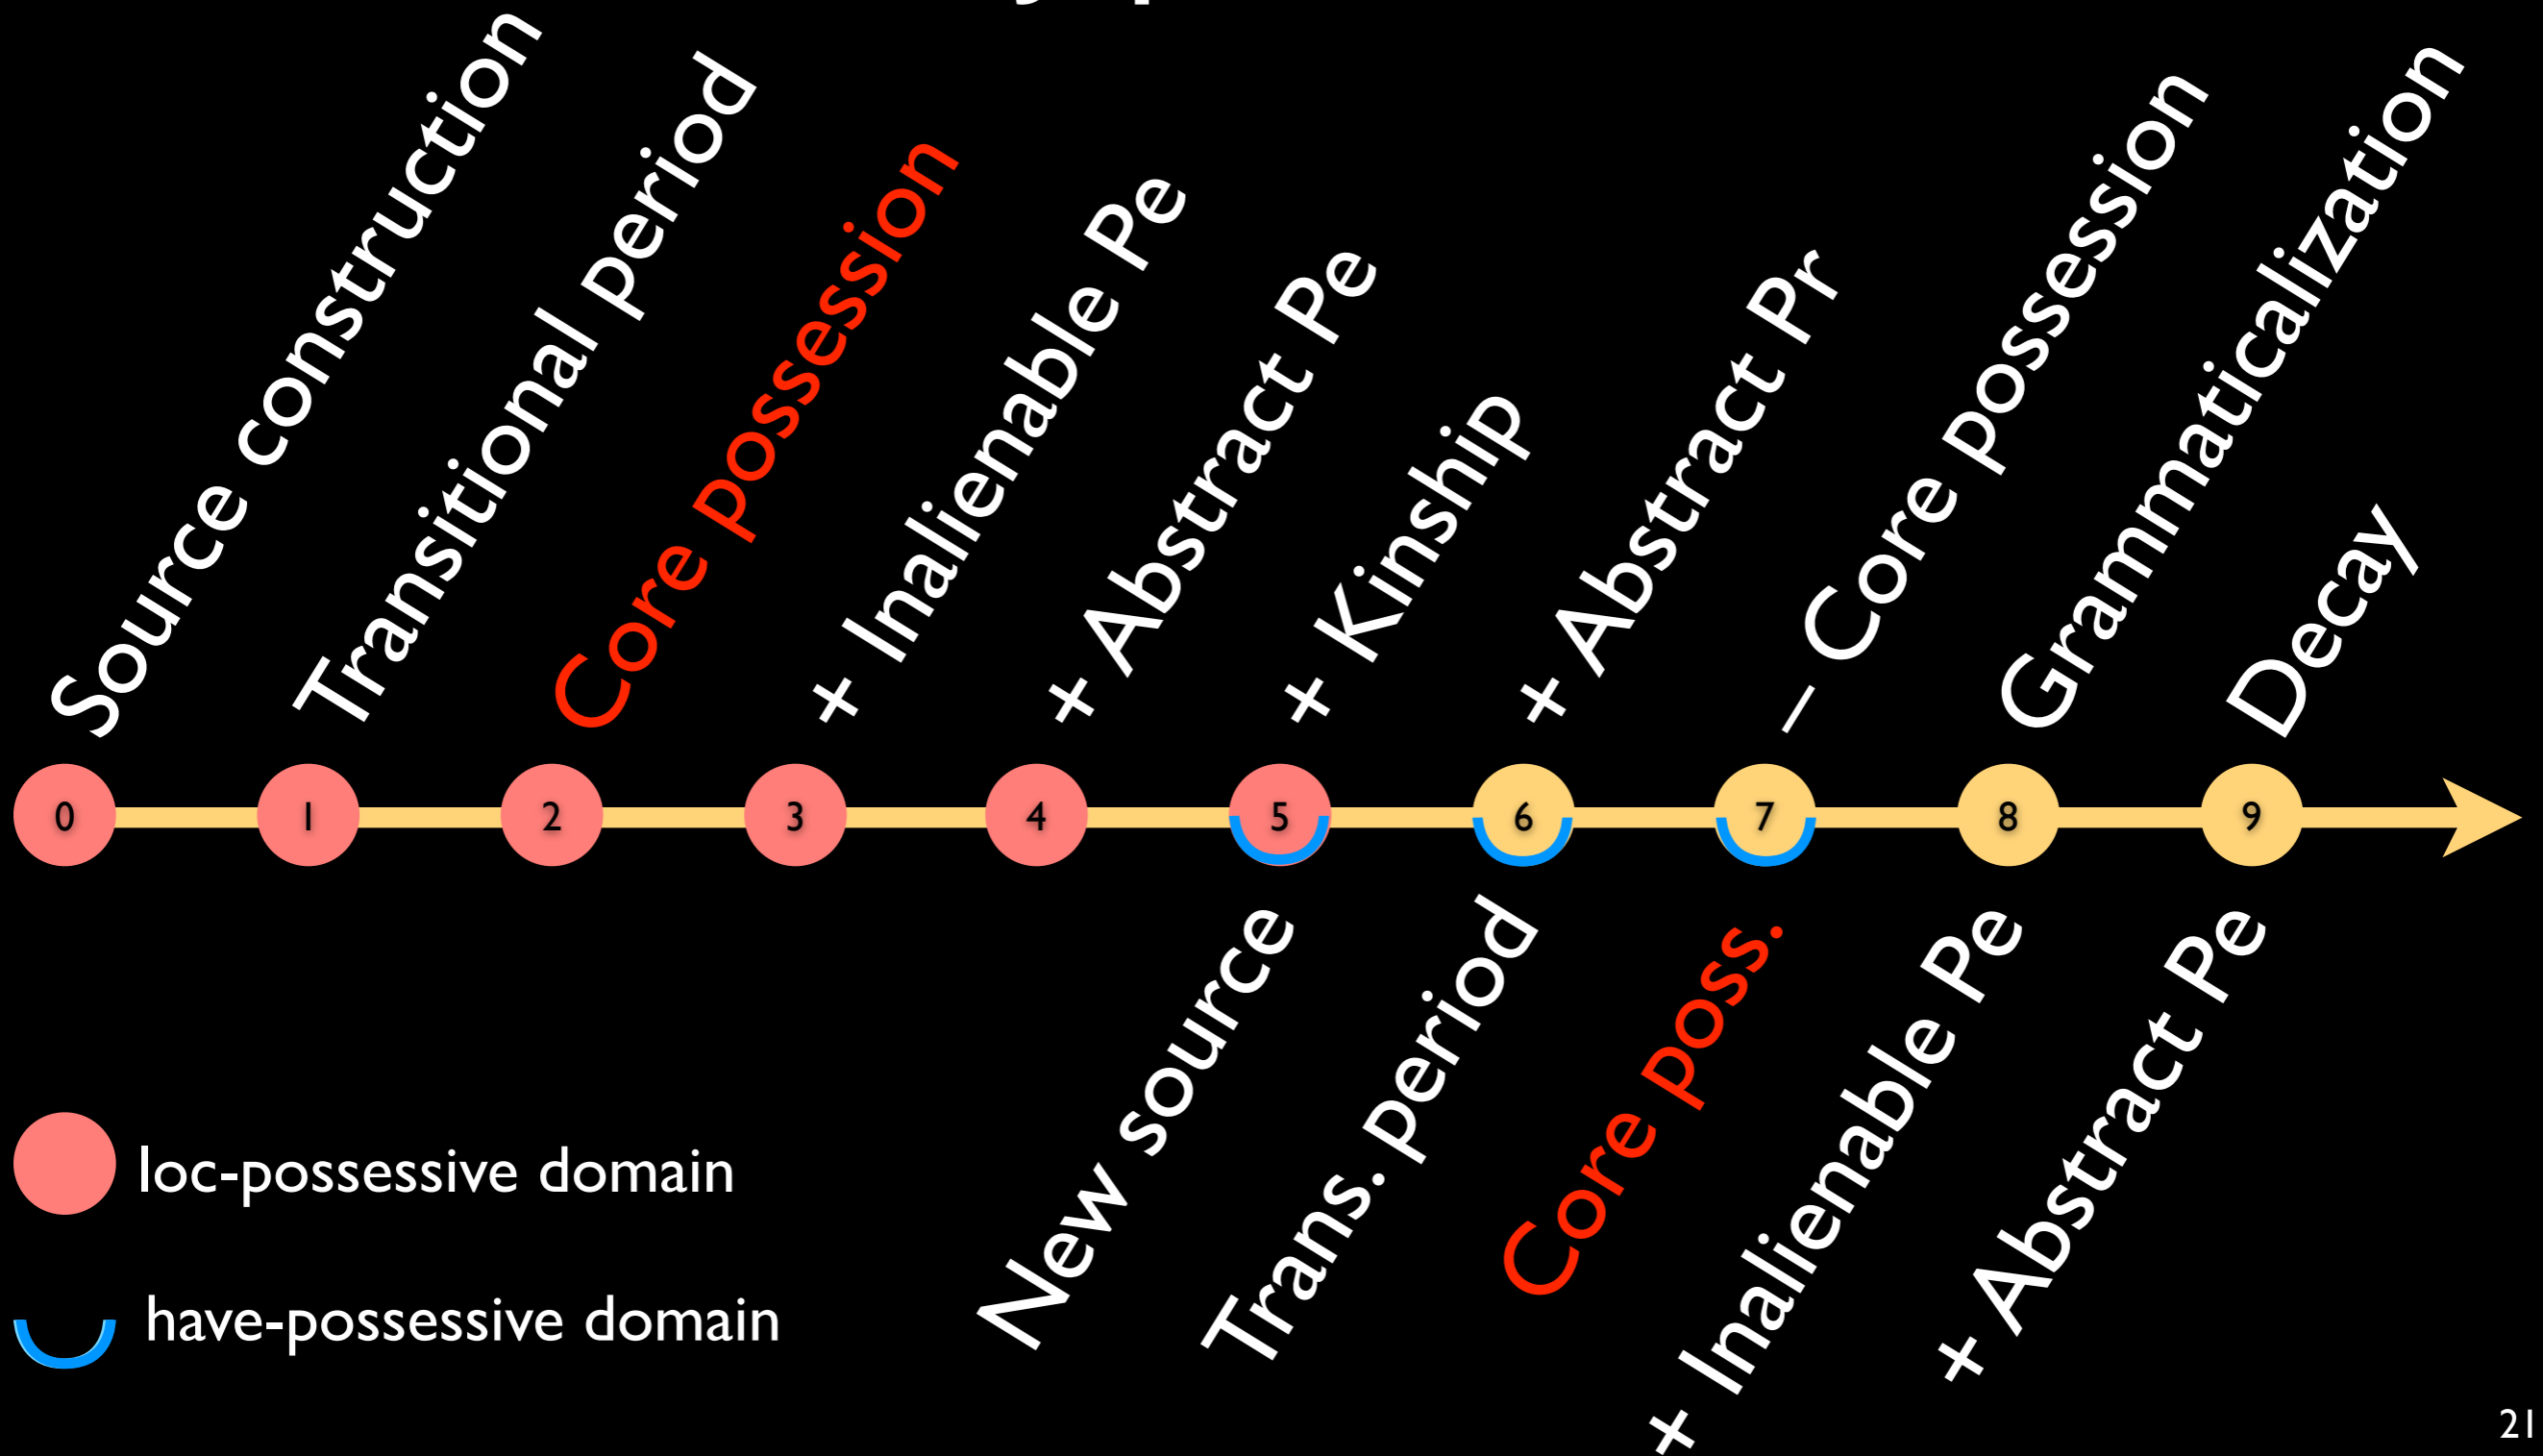 Source construction
Transitional period
Core possession
+ Inalienable Pe
+ Abstract Pe
+ Kinship
+ Abstract Pr
– Core possession
Grammaticalization
Decay
0
1
2
3
4
5
6
7
8
9
New source
Trans. period
Core poss.
+ Inalienable Pe
+ Abstract Pe
loc-possessive domain
have-possessive domain
21